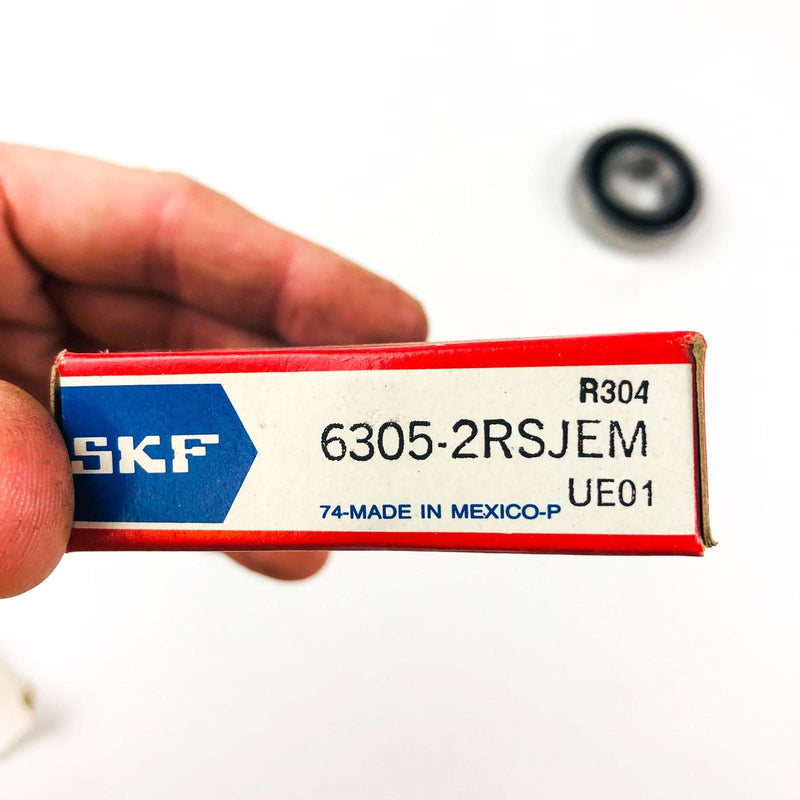 SKF
R304
6305-2RSJEM
UE01
74-MADE IN MEXICO-P